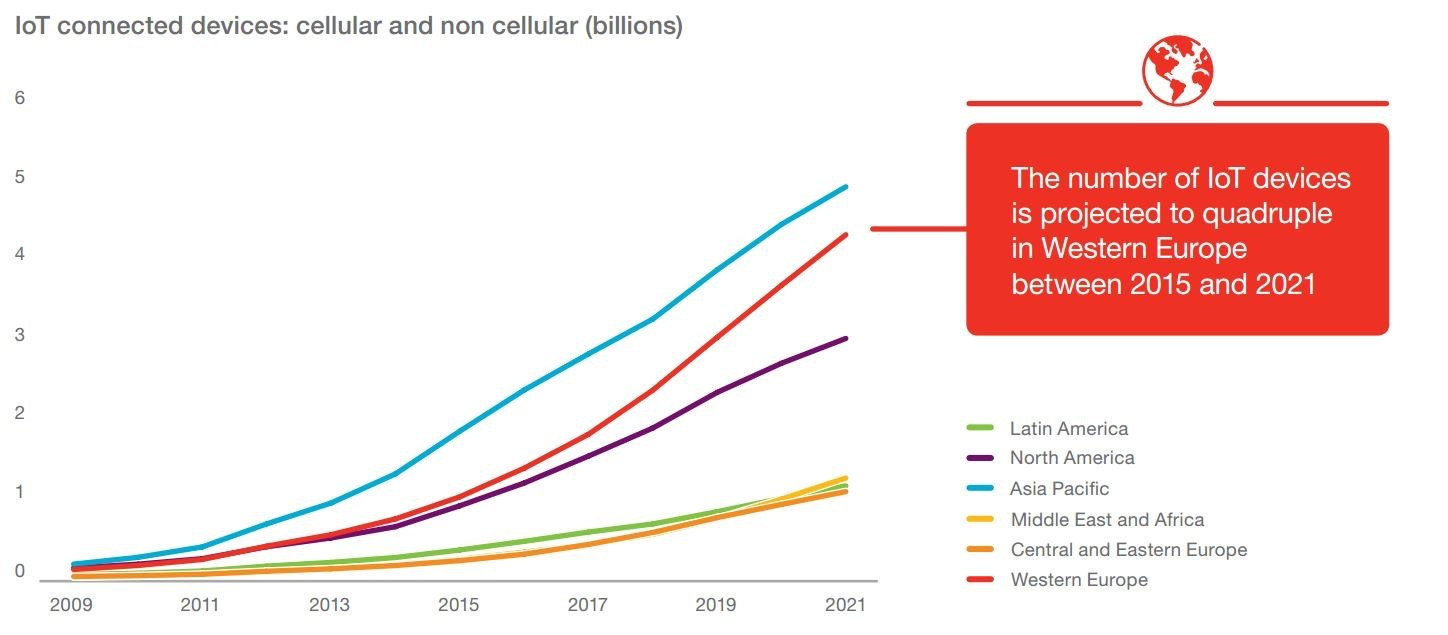 IoT connected devices: cellular and non cellular (billions)
6
5
4
3
2
1
0
2009 2011 2013 2015 2017 2019 2021
The number of IoT devices
is projected to quadruple
in Western Europe
between 2015 and 2021
Latin America
North America
Asia Pacific
Middle East and Africa
Central and Eastern Europe
Western Europe